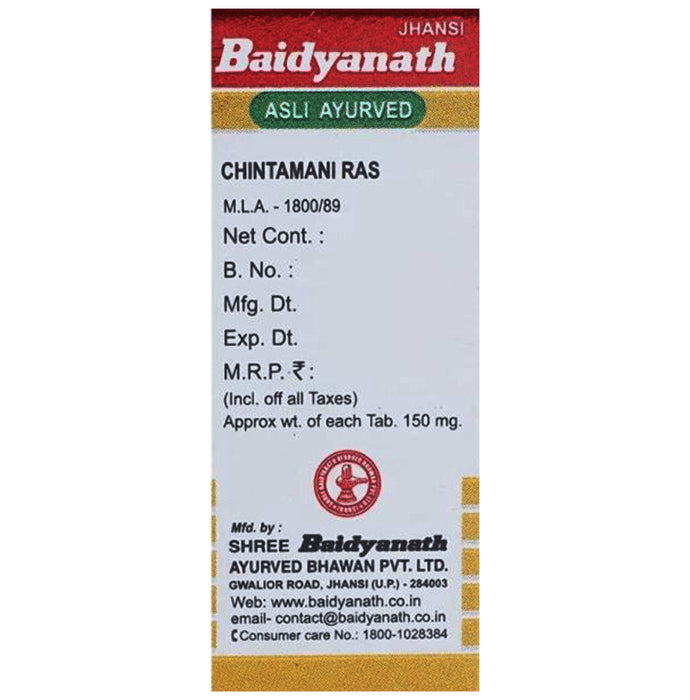 JHANSI
Baidyanath
ASLI AYURVED
CHINTAMANI RAS
M.L.A. - 1800/89
Net Cont. :
B. No. :
Mfg. Dt.
Exp. Dt.
M.R.P. ₹ :
(Incl. off all Taxes)
Approx wt. of each Tab. 150 mg.
Mfd. by :
SHREE Baidyanath
AYURVED BHAWAN PVT. LTD.
GWALIOR ROAD, JHANSI (U.P.) - 284003
Web: www.baidyanath.co.in
email- contact@baidyanath.co.in
Consumer care No.: 1800-1028384